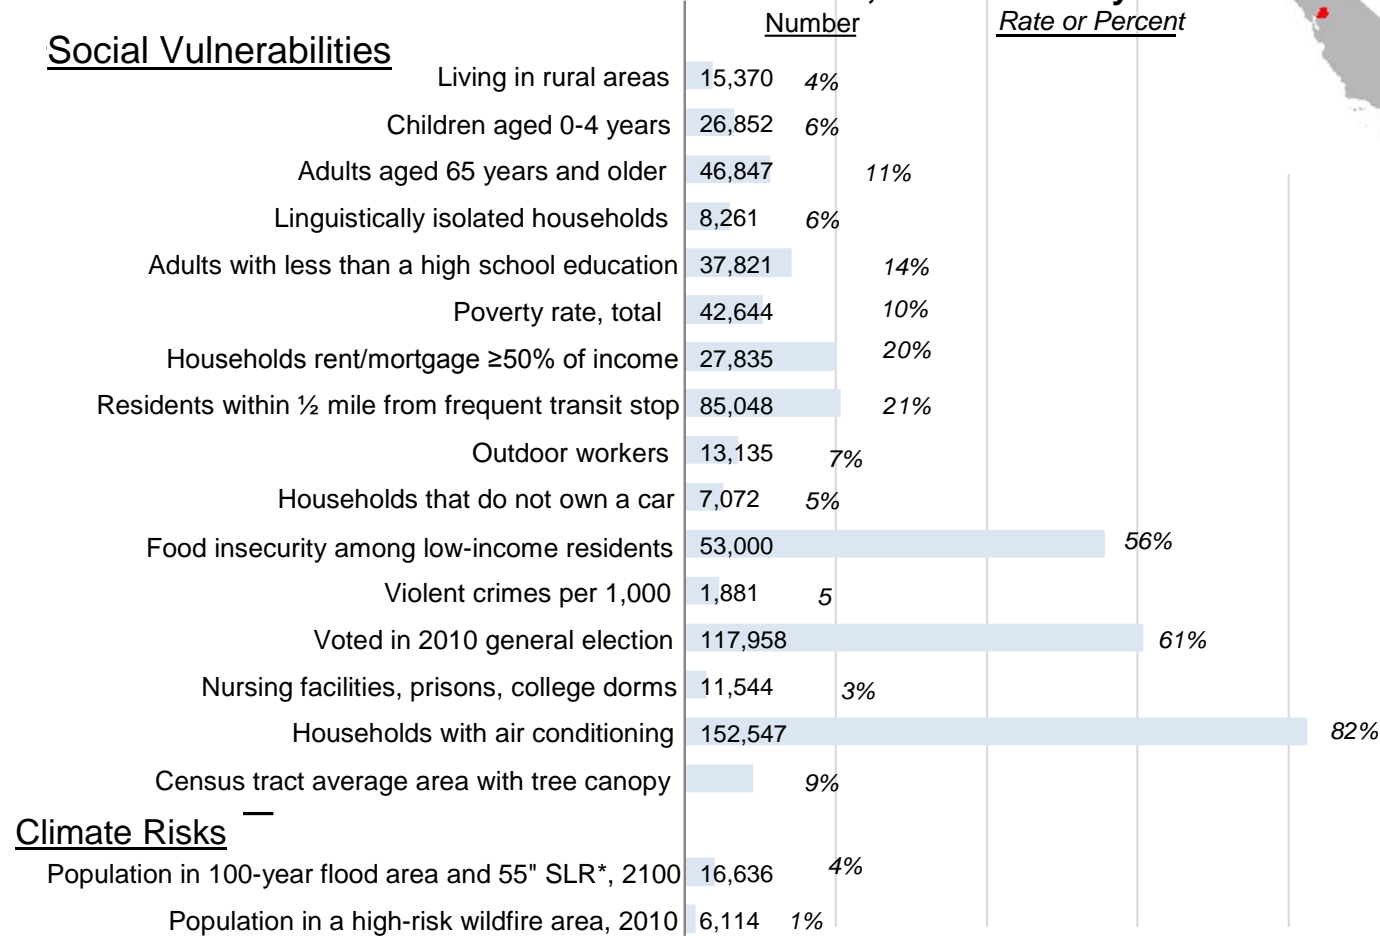 Number Rate or Percent
Social Vulnerabilities
Living in rural areas 15,370 4%
Children aged 0-4 years 26,852 6%
Adults aged 65 years and older 46,847 11%
Linguistically isolated households 8,261 6%
Adults with less than a high school education 37,821 14%
Poverty rate, total 42,644 10%
Households rent/mortgage ≥50% of income 27,835 20%
Residents within ½ mile from frequent transit stop 85,048 21%
Outdoor workers 13,135 7%
Households that do not own a car 7,072 5%
Food insecurity among low-income residents 53,000 56%
Violent crimes per 1,000 1,881 5
Voted in 2010 general election 117,958 61%
Nursing facilities, prisons, college dorms 11,544 3%
Households with air conditioning 152,547 82%
Census tract average area with tree canopy 9%
Climate Risks
Population in 100-year flood area and 55" SLR*, 2100 16,636 4%
Population in a high-risk wildfire area, 2010 6,114 1%